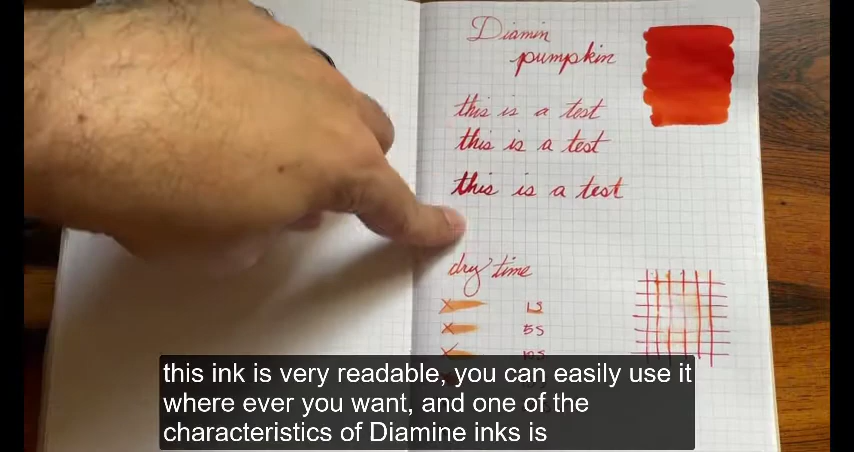 Diamin
pumpkin
this is a test
this is a test
this is a test
dry time
1S
5S
10S
this ink is very readable, you can easily use it
where ever you want, and one of the
characteristics of Diamine inks is